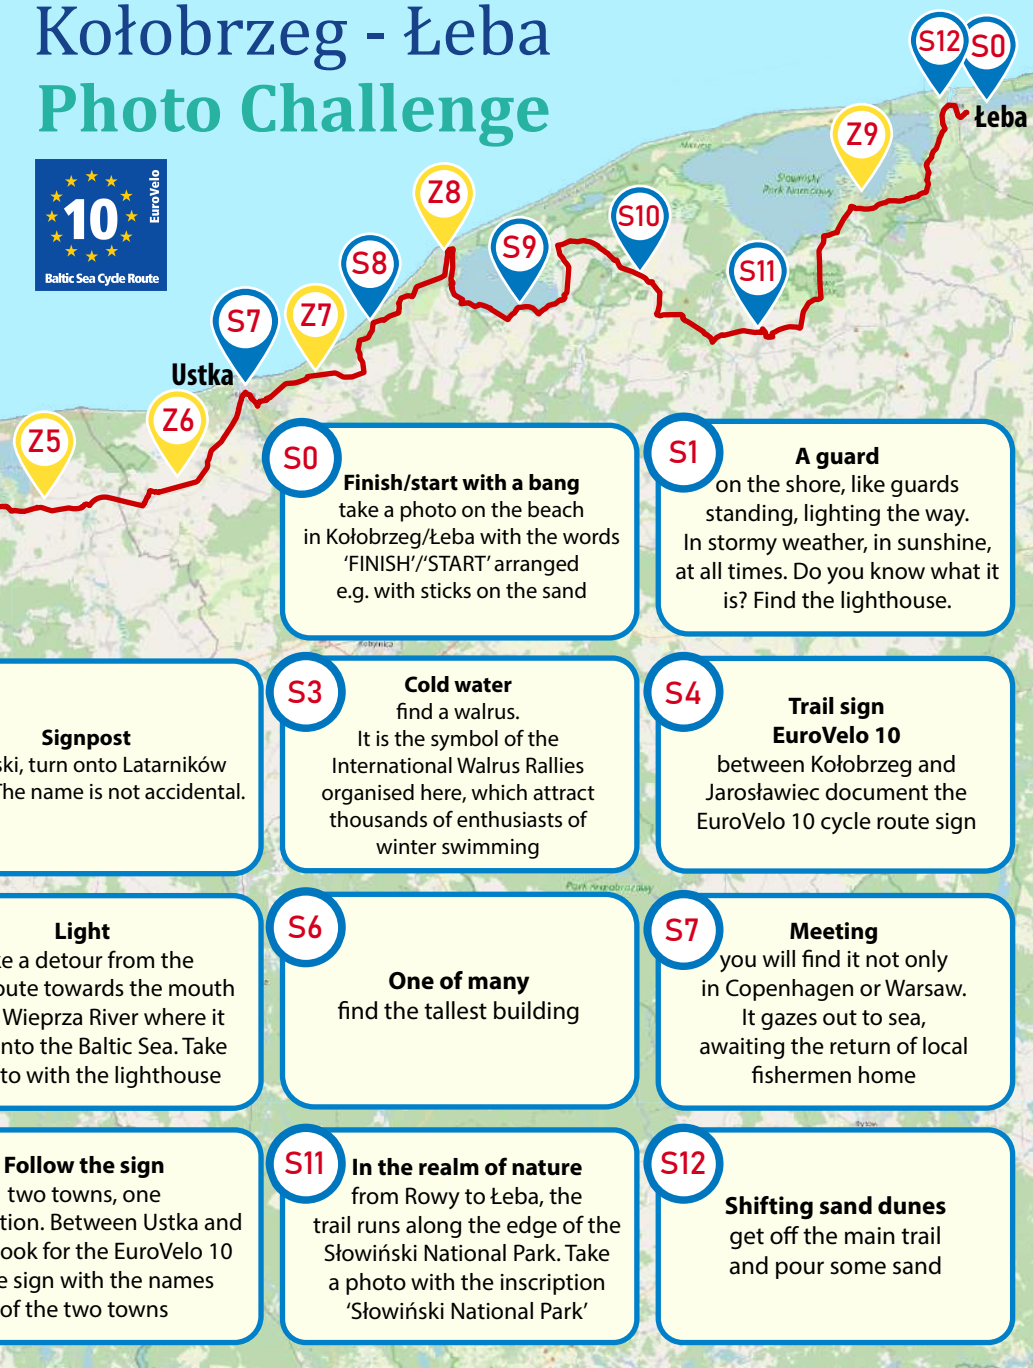 Kołobrzeg - Łeba
Photo Challenge
10
EuroVelo
Baltic Sea Cycle Route
S12
S0
Łeba
Z9
Słowiński
Park Narodowy
Z8
S10
S9
S8
S11
S7
Z7
Ustka
Z6
Z5
S0
Finish/start with a bang
take a photo on the beach
in Kołobrzeg/Łeba with the words
‘FINISH’/‘START’ arranged
e.g. with sticks on the sand
S1
A guard
on the shore, like guards
standing, lighting the way.
In stormy weather, in sunshine,
at all times. Do you know what it
is? Find the lighthouse.
Kobylnica
Signpost
ski, turn onto Latarników
The name is not accidental.
S3
Cold water
find a walrus.
It is the symbol of the
International Walrus Rallies
organised here, which attract
thousands of enthusiasts of
winter swimming
S4
Trail sign
EuroVelo 10
between Kołobrzeg and
Jarosławiec document the
EuroVelo 10 cycle route sign
Park Krajobrazowy
Light
ke a detour from the
oute towards the mouth
Wieprza River where it
nto the Baltic Sea. Take
to with the lighthouse
S6
One of many
find the tallest building
S7
Meeting
you will find it not only
in Copenhagen or Warsaw.
It gazes out to sea,
awaiting the return of local
fishermen home
Bytów
Follow the sign
two towns, one
tion. Between Ustka and
ook for the EuroVelo 10
e sign with the names
of the two towns
S11
In the realm of nature
from Rowy to Łeba, the
trail runs along the edge of the
Słowiński National Park. Take
a photo with the inscription
‘Słowiński National Park’
S12
Shifting sand dunes
get off the main trail
and pour some sand